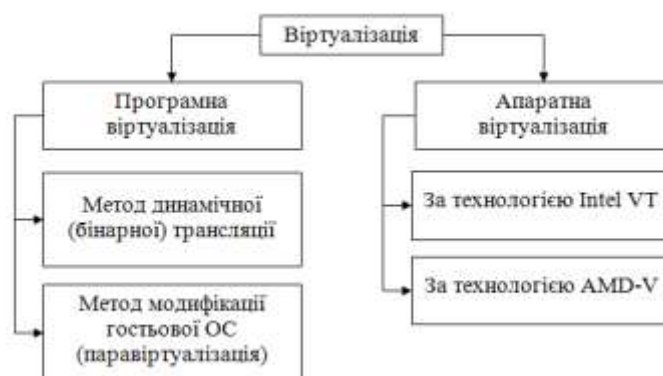 Віртуалізація
Програмна
віртуалізація
Метод динамічної
(бінарної) трансляції
Метод модифікації
гостьової ОС
(паравіртуалізація)
Апаратна
віртуалізація
За технологією Intel VT
За технологією AMD-V